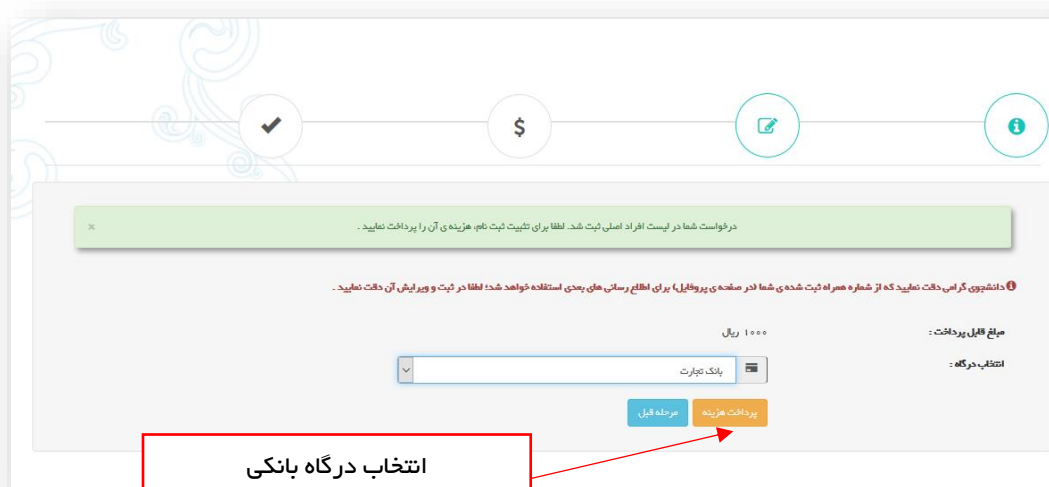 $
درخواست شما در لیست افراد اصلی ثبت شد. لطفا برای تثبیت ثبت نام، هزینه ی آن را پرداخت نمایید .
×
دانشجوی گرامی دقت نمایید که از شماره همراه ثبت شده ی شما (در صفحه ی پروفایل) برای اطلاع رسانی های بعدی استفاده خواهد شد؛ لطفا در ثبت و ویرایش آن دقت نمایید .
مبلغ قابل پرداخت : ۱۰۰۰ ریال
انتخاب درگاه : بانک تجارت
پرداخت هزینه مرحله قبل
انتخاب درگاه بانکی